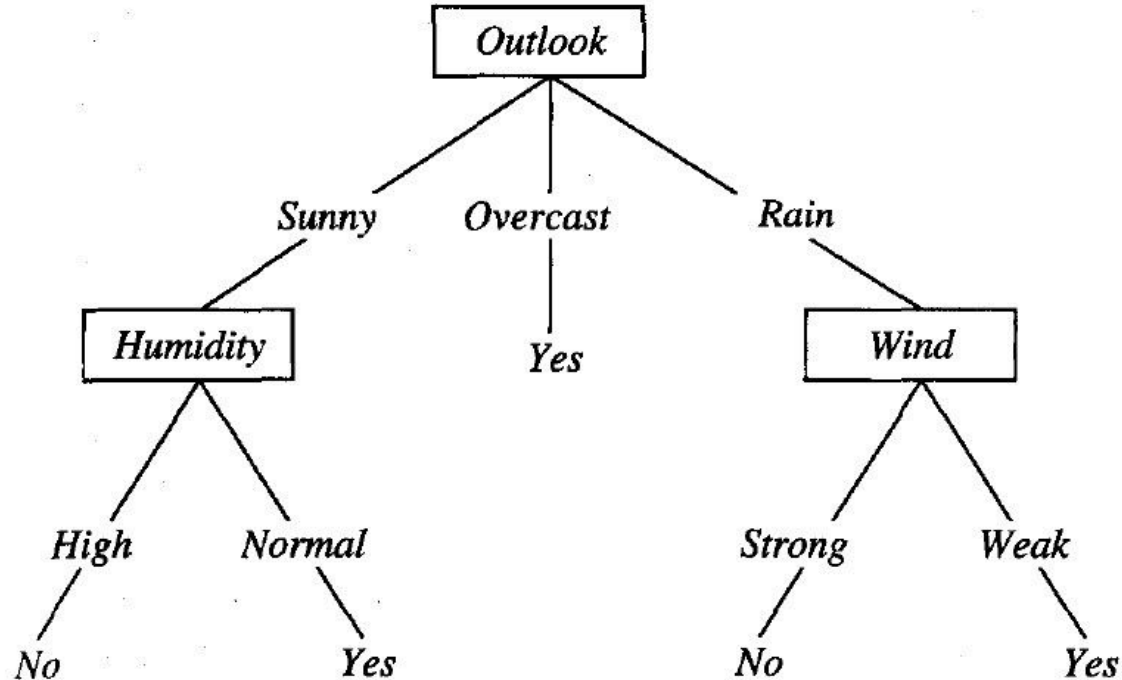 Outlook
Sunny Overcast Rain
Humidity Yes Wind
High Normal Strong Weak
No Yes No Yes